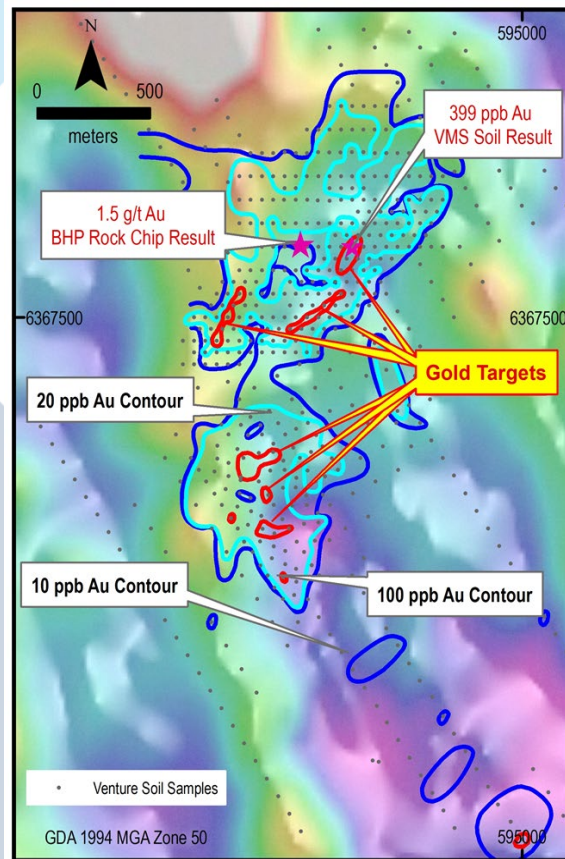 595000
N
0 500
meters
399 ppb Au
VMS Soil Result
1.5 g/t Au
BHP Rock Chip Result
6367500
6367500
Gold Targets
20 ppb Au Contour
10 ppb Au Contour
100 ppb Au Contour
Venture Soil Samples
GDA 1994 MGA Zone 50
595000